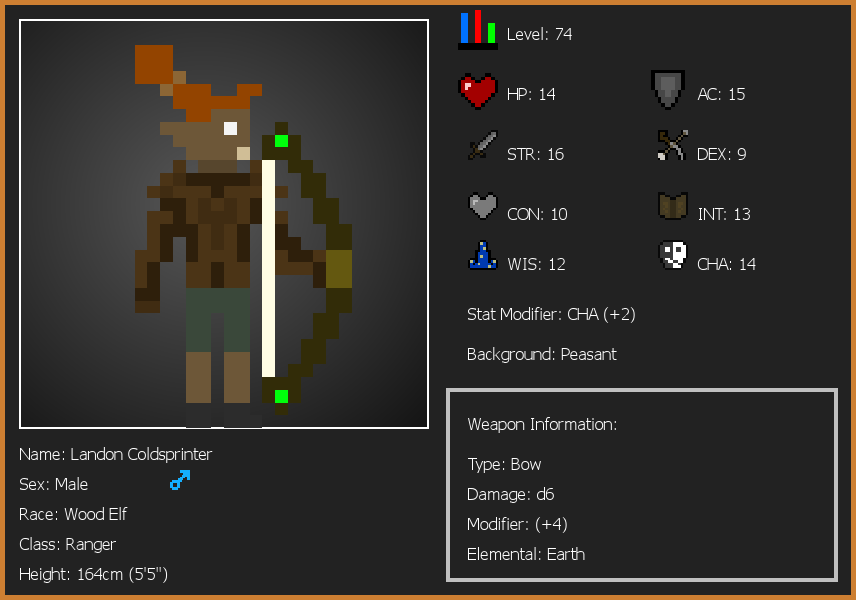 Level: 74
HP: 14
AC: 15
STR: 16
DEX: 9
CON: 10
INT: 13
WIS: 12
CHA: 14
Stat Modifier: CHA (+2)
Background: Peasant
Weapon Information:
Type: Bow
Damage: d6
Modifier: (+4)
Elemental: Earth
Name: Landon Coldsprinter
Sex: Male
Race: Wood Elf
Class: Ranger
Height: 164cm (5'5")